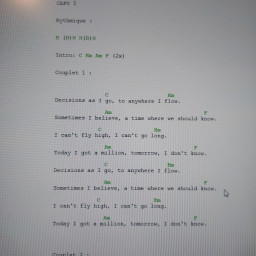 Capo 2
Rythmique :
Intro: C Em Am F (2x)
Couplet 1 :
C Em
Decisions as I go, to anywhere I flow.
Am F
Sometimes I believe, a time where we should know.
C Em
I can't fly high, I can't go long.
Am F
Today I got a million, tomorrow, I don't know.
C Em
Decisions as I go, to anywhere I flow.
Am F
Sometimes I believe, a time where we should know.
C Em
I can't fly high, I can't go long.
Am F
Today I got a million, tomorrow, I don't know.
Couplet 2 :